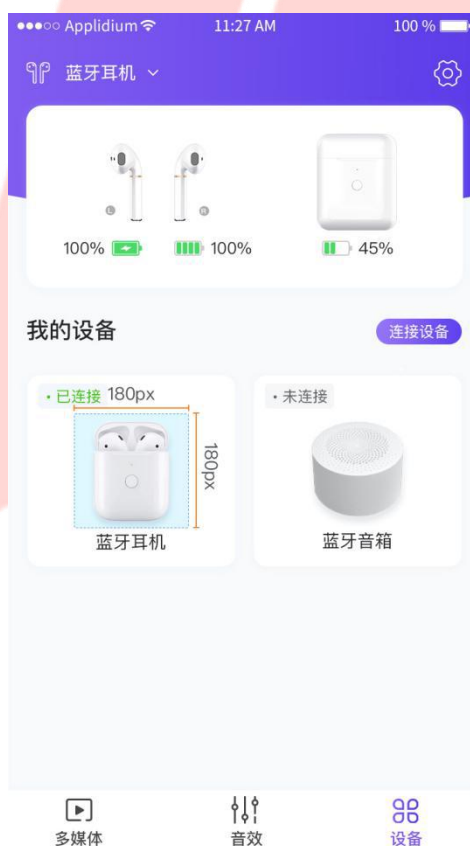 Applidium 11:27 AM 100 %
蓝牙耳机
L R
100% 100% 45%
我的设备 连接设备
·已连接 180px ·未连接
180px
蓝牙耳机 蓝牙音箱
多媒体 音效 设备